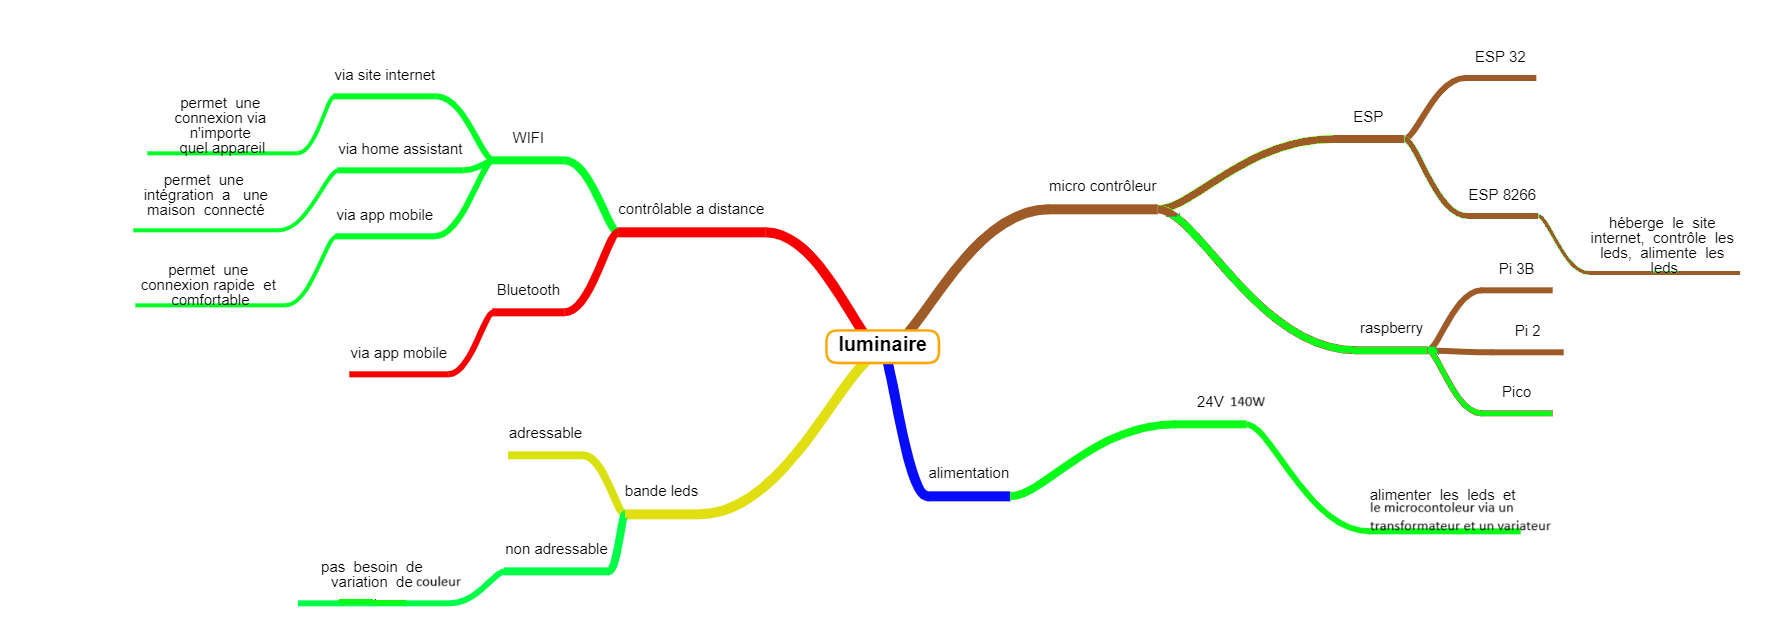 via site internet
permet une
connexion via
n'importe
quel appareil
WIFI
via home assistant
permet une
intégration a une
maison connecté
via app mobile
contrôlable a distance
permet une
connexion rapide et
comfortable
Bluetooth
via app mobile
luminaire
adressable
bande leds
non adressable
pas besoin de
variation de couleur
micro contrôleur
ESP
ESP 32
ESP 8266
héberge le site
internet, contrôle les
leds, alimente les
leds
raspberry
Pi 3B
Pi 2
Pico
alimentation
24V 140W
alimenter les leds et
le microcontoleur via un
transformateur et un variateur